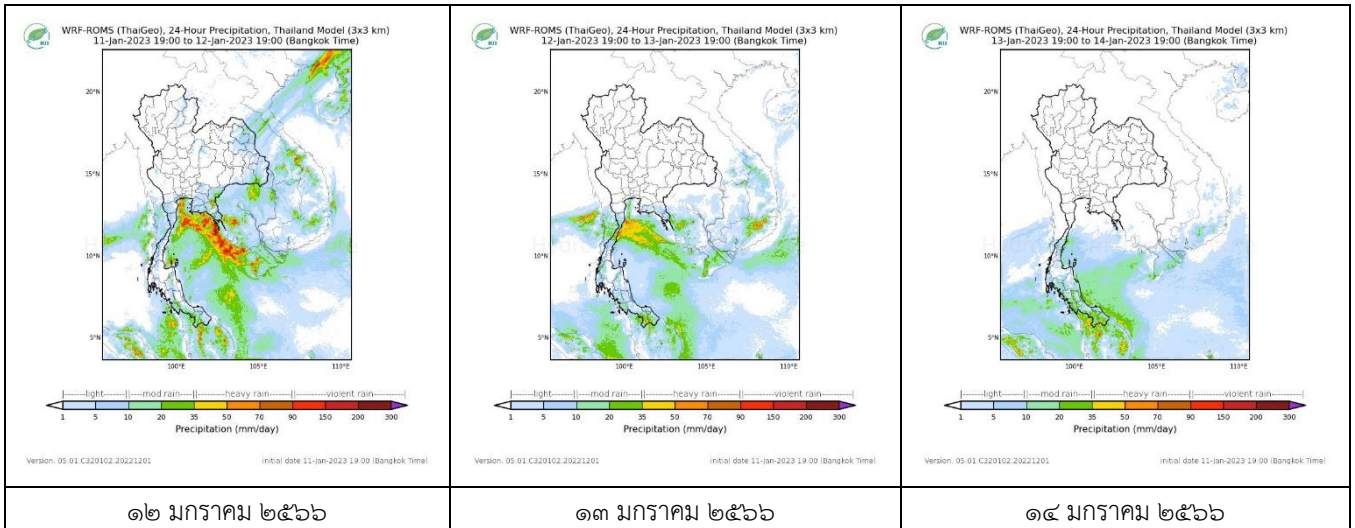 WRF-ROMS (ThaiGeo), 24-Hour Precipitation, Thailand Model (3x3 km)
11-Jan-2023 19:00 to 12-Jan-2023 19:00 (Bangkok Time)
20°N
15°N
10°N
5°N
100°E 105°E 110°E
|------light------||---mod rain---||------heavy rain------||------violent rain------|
1 5 10 20 35 50 70 90 150 200 300
Precipitation (mm/day)
Version: 05.01.C320102.20221201 initial date 11-Jan-2023 19:00 (Bangkok Time)
๑๒ มกราคม ๒๕๖๖
WRF-ROMS (ThaiGeo), 24-Hour Precipitation, Thailand Model (3x3 km)
12-Jan-2023 19:00 to 13-Jan-2023 19:00 (Bangkok Time)
20°N
15°N
10°N
5°N
100°E 105°E 110°E
|------light------||---mod rain---||------heavy rain------||------violent rain------|
1 5 10 20 35 50 70 90 150 200 300
Precipitation (mm/day)
Version: 05.01.C320102.20221201 initial date 11-Jan-2023 19:00 (Bangkok Time)
๑๓ มกราคม ๒๕๖๖
WRF-ROMS (ThaiGeo), 24-Hour Precipitation, Thailand Model (3x3 km)
13-Jan-2023 19:00 to 14-Jan-2023 19:00 (Bangkok Time)
20°N
15°N
10°N
5°N
100°E 105°E 110°E
|------light------||---mod rain---||------heavy rain------||------violent rain------|
1 5 10 20 35 50 70 90 150 200 300
Precipitation (mm/day)
Version: 05.01.C320102.20221201 initial date 11-Jan-2023 19:00 (Bangkok Time)
๑๔ มกราคม ๒๕๖๖